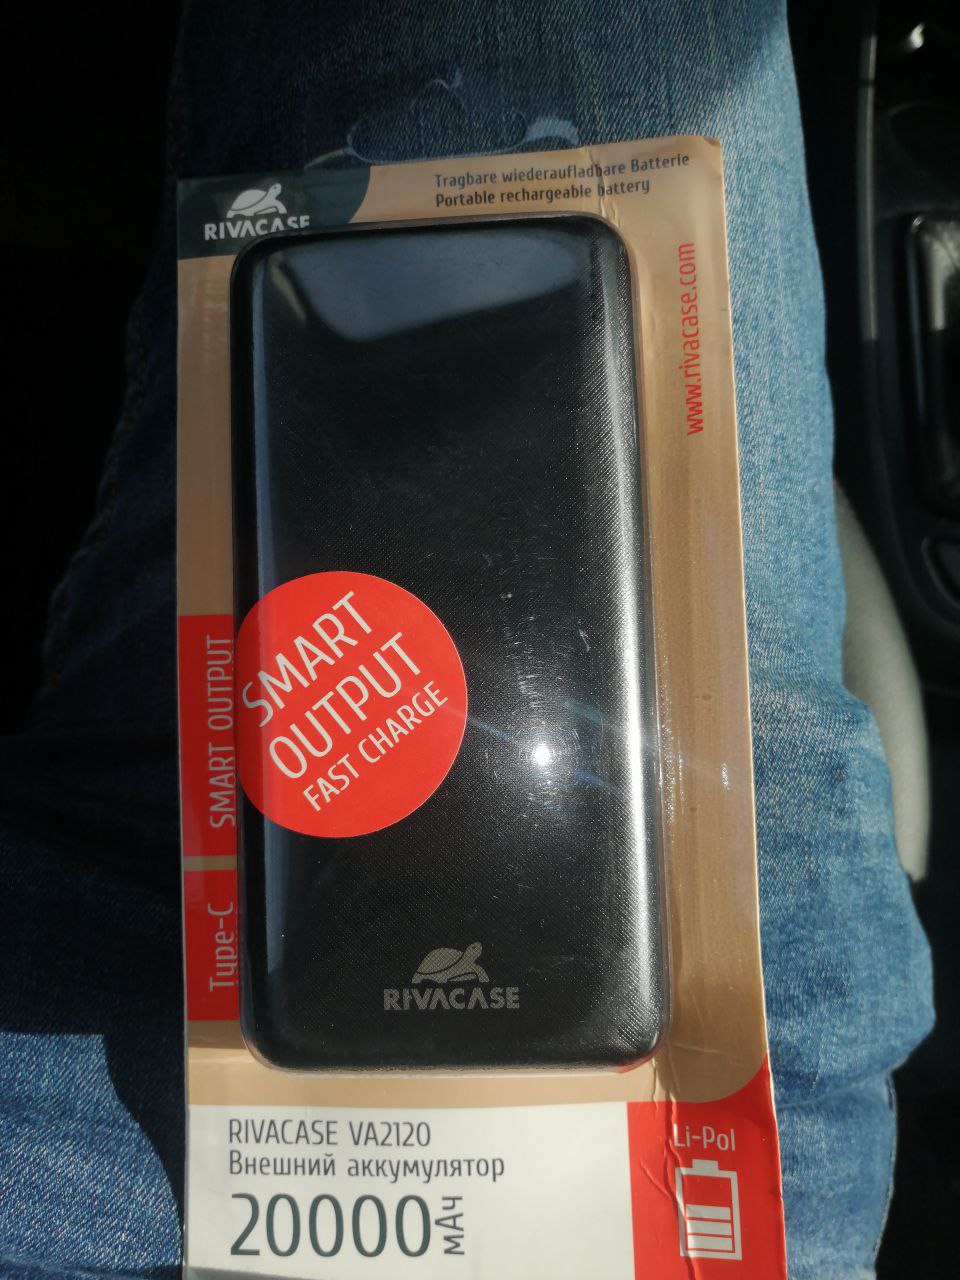 Tragbare wiederaufladbare Batterie
Portable rechargeable battery
RIVACASE
www.rivacase.com
SMART OUTPUT
Type-C
SMART
OUTPUT
FAST CHARGE
RIVACASE
RIVACASE VA2120
Внешний аккумулятор
20000 мАч
Li-Pol